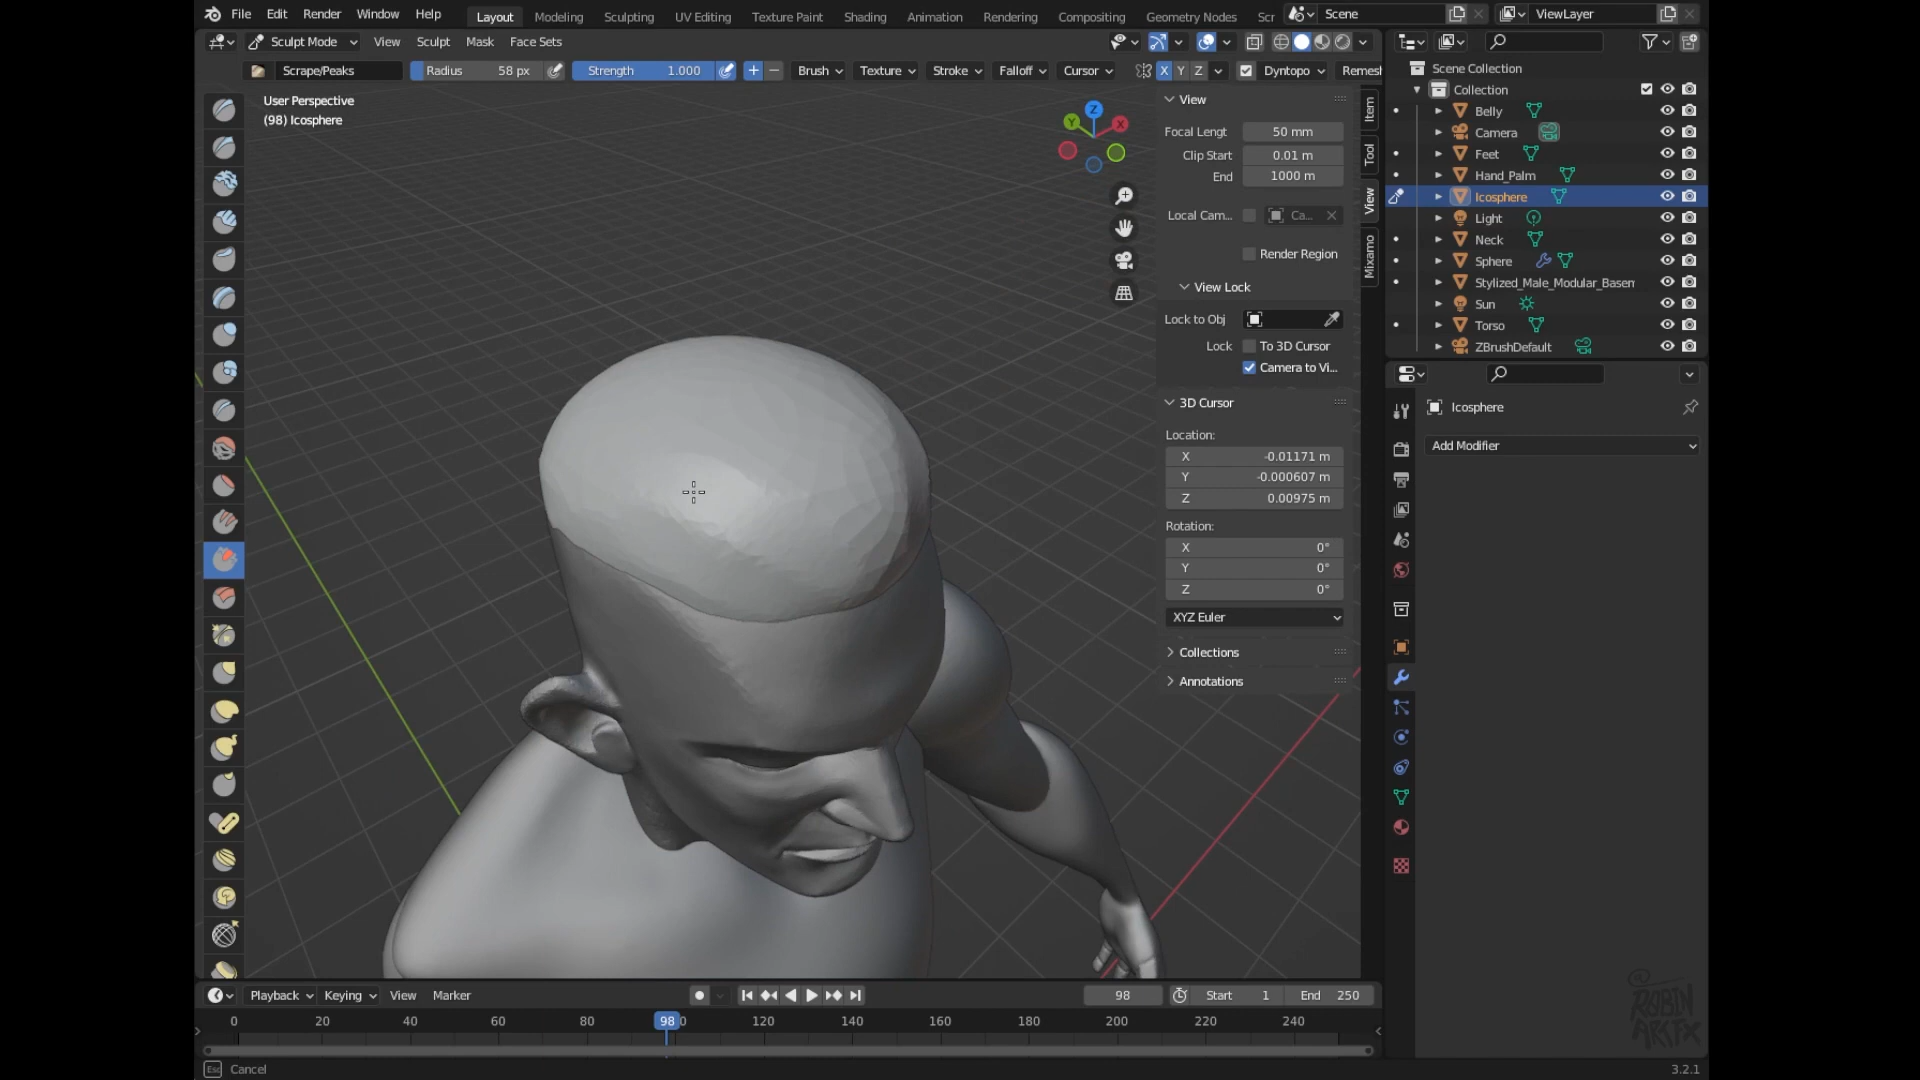 File Edit Render Window Help Layout Modeling Sculpting UV Editing Texture Paint Shading Animation Rendering Compositing Geometry Nodes Scr Scene ViewLayer
Sculpt Mode View Sculpt Mask Face Sets
Scrape/Peaks Radius 58 px Strength 1.000 Brush Texture Stroke Falloff Cursor X Y Z Dyntopo Remesh
User Perspective
(98) Icosphere
Z
Y
X
View
Focal Lengt 50 mm
Clip Start 0.01 m
End 1000 m
Local Cam... Ca...
Render Region
View Lock
Lock to Obj
Lock To 3D Cursor
Camera to Vi...
3D Cursor
Location:
X -0.01171 m
Y -0.000607 m
Z 0.00975 m
Rotation:
X 0°
Y 0°
Z 0°
XYZ Euler
Collections
Annotations
Item
Tool
View
Mixamo
Scene Collection
Collection
Belly
Camera
Feet
Hand_Palm
Icosphere
Light
Neck
Sphere
Stylized_Male_Modular_Basem
Sun
Torso
ZBrushDefault
Icosphere
Add Modifier
Playback Keying View Marker 98 Start 1 End 250
0 20 40 60 80 98 120 140 160 180 200 220 240
Esc Cancel
3.2.1
ROBIN
ARTFX